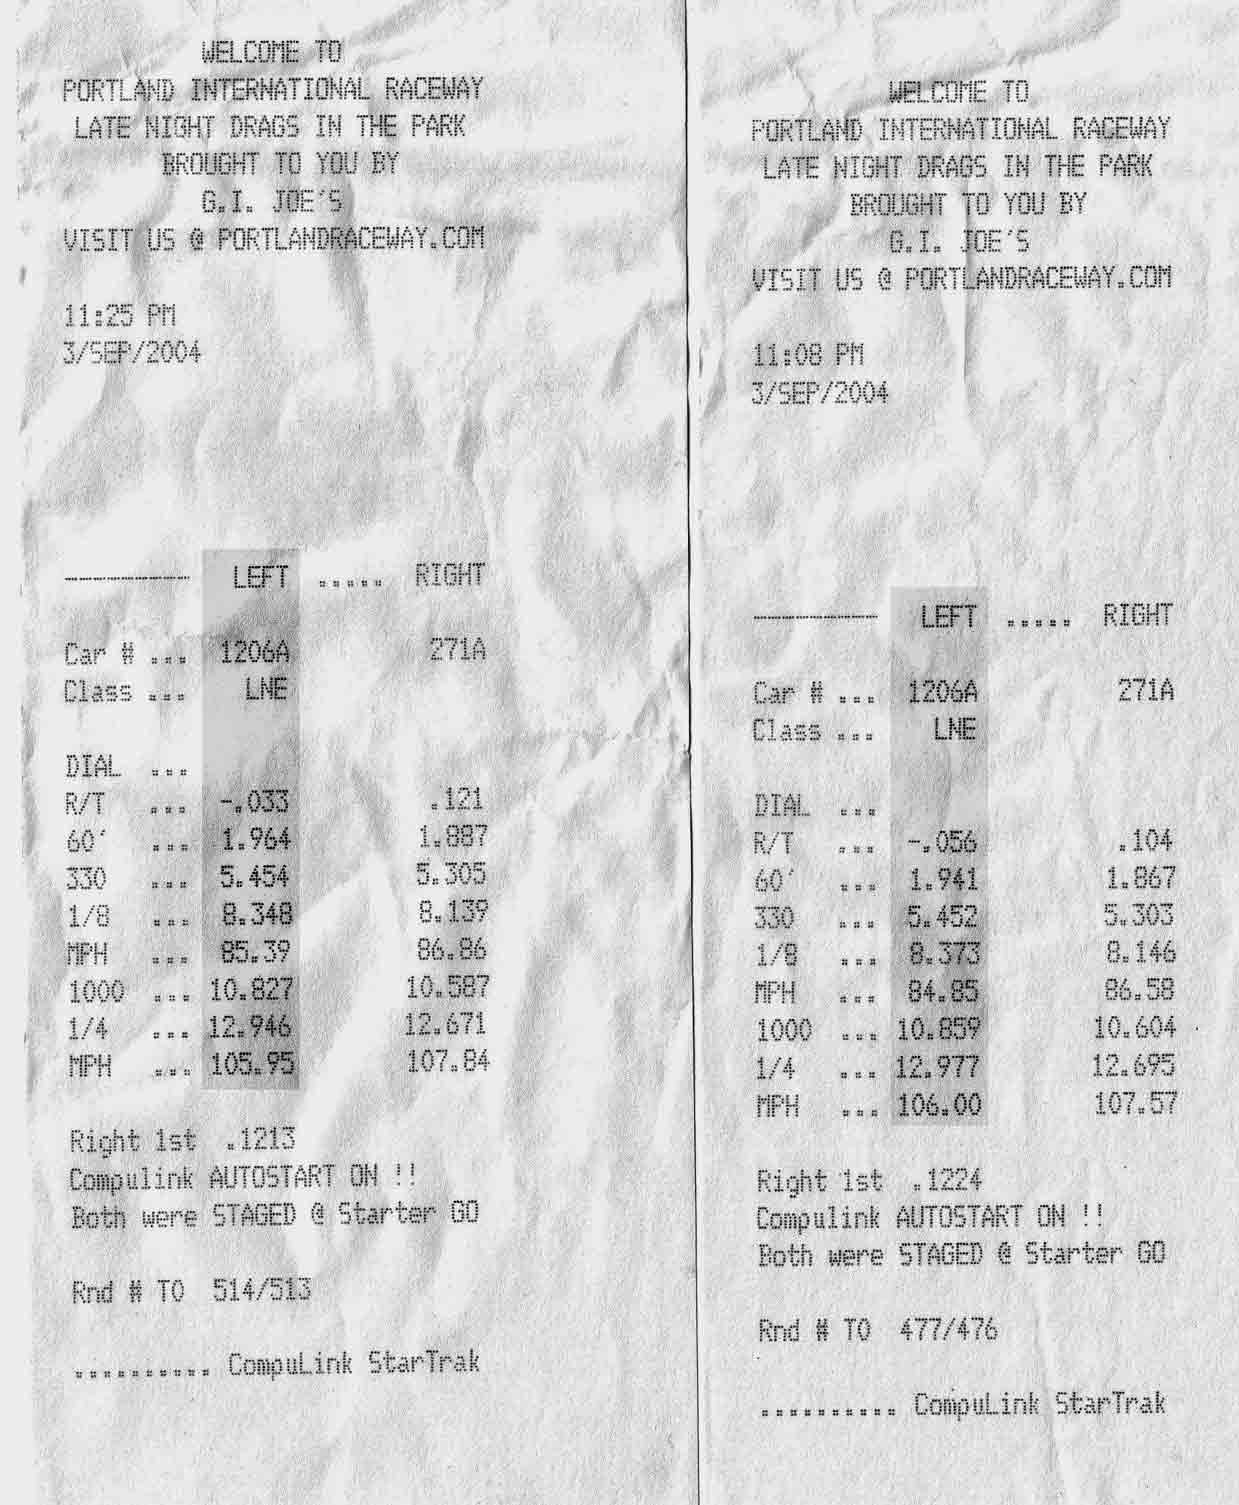 WELCOME TO
PORTLAND INTERNATIONAL RACEWAY
LATE NIGHT DRAGS IN THE PARK
BROUGHT TO YOU BY
G.I. JOE'S
VISIT US @ PORTLANDRACEWAY.COM
11:25 PM
3/SEP/2004
---------- LEFT ..... RIGHT
Car # ... 1206A 271A
Class ... LNE
DIAL ...
R/T ... -.033 .121
60' ... 1.964 1.887
330 ... 5.454 5.305
1/8 ... 8.348 8.139
MPH ... 85.39 86.86
1000 ... 10.827 10.587
1/4 ... 12.946 12.671
MPH ... 105.95 107.84
Right 1st .1213
Compulink AUTOSTART ON !!
Both were STAGED @ Starter GO
Rnd # TO 514/513
.......... CompuLink StarTrak
WELCOME TO
PORTLAND INTERNATIONAL RACEWAY
LATE NIGHT DRAGS IN THE PARK
BROUGHT TO YOU BY
G.I. JOE'S
VISIT US @ PORTLANDRACEWAY.COM
11:08 PM
3/SEP/2004
---------- LEFT ..... RIGHT
Car # ... 1206A 271A
Class ... LNE
DIAL ...
R/T ... -.056 .104
60' ... 1.941 1.867
330 ... 5.452 5.303
1/8 ... 8.373 8.146
MPH ... 84.85 86.58
1000 ... 10.859 10.604
1/4 ... 12.977 12.695
MPH ... 106.00 107.57
Right 1st .1224
Compulink AUTOSTART ON !!
Both were STAGED @ Starter GO
Rnd # TO 477/476
.......... CompuLink StarTrak